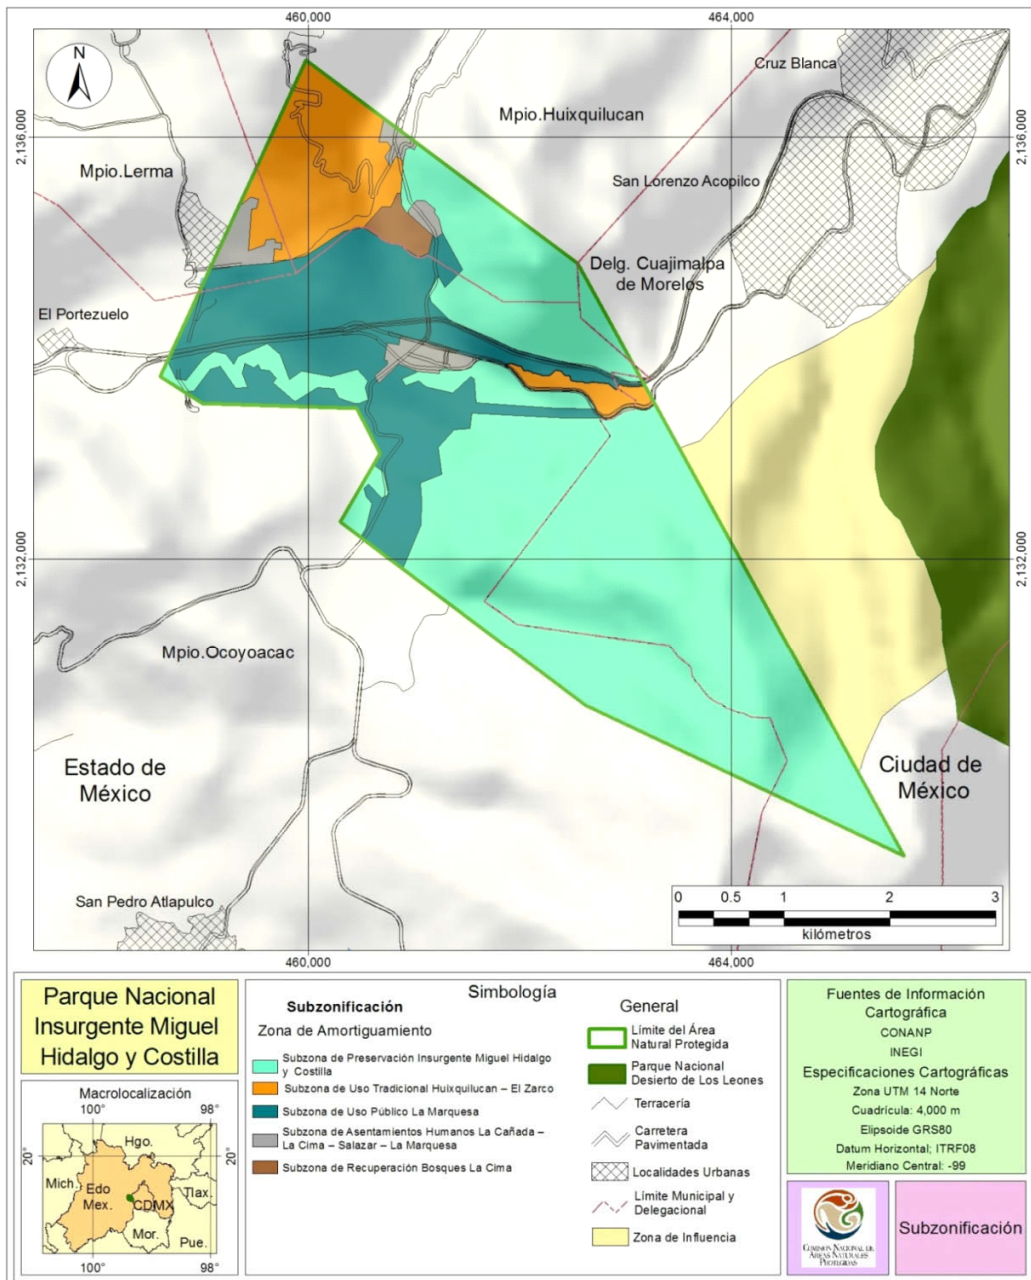 460,000
464,000
N
Cruz Blanca
Mpio.Huixquilucan
2,136,000
2,136,000
Mpio.Lerma
San Lorenzo Acopilco
Delg. Cuajimalpa
de Morelos
El Portezuelo
2,132,000
2,132,000
Mpio.Ocoyoacac
Estado de
México
Ciudad de
México
San Pedro Atlapulco
0 0.5 1 2 3
kilómetros
460,000
464,000
Parque Nacional
Insurgente Miguel
Hidalgo y Costilla
Macrolocalización
100°
98°
20°
20°
Hgo.
Mich.
Edo
Mex.
CDMX
Tlax.
Mor.
Pue.
100°
98°
Simbología
Subzonificación
Zona de Amortiguamiento
Subzona de Preservación Insurgente Miguel Hidalgo
y Costilla
Subzona de Uso Tradicional Huixquilucan – El Zarco
Subzona de Uso Público La Marquesa
Subzona de Asentamientos Humanos La Cañada –
La Cima – Salazar – La Marquesa
Subzona de Recuperación Bosques La Cima
General
Límite del Área
Natural Protegida
Parque Nacional
Desierto de Los Leones
Terracería
Carretera
Pavimentada
Localidades Urbanas
Límite Municipal y
Delegacional
Zona de Influencia
Fuentes de Información
Cartográfica
CONANP
INEGI
Especificaciones Cartográficas
Zona UTM 14 Norte
Cuadrícula: 4,000 m
Elipsoide GRS80
Datum Horizontal; ITRF08
Meridiano Central: -99
COMISIÓN NACIONAL DE
ÁREAS NATURALES
PROTEGIDAS
Subzonificación